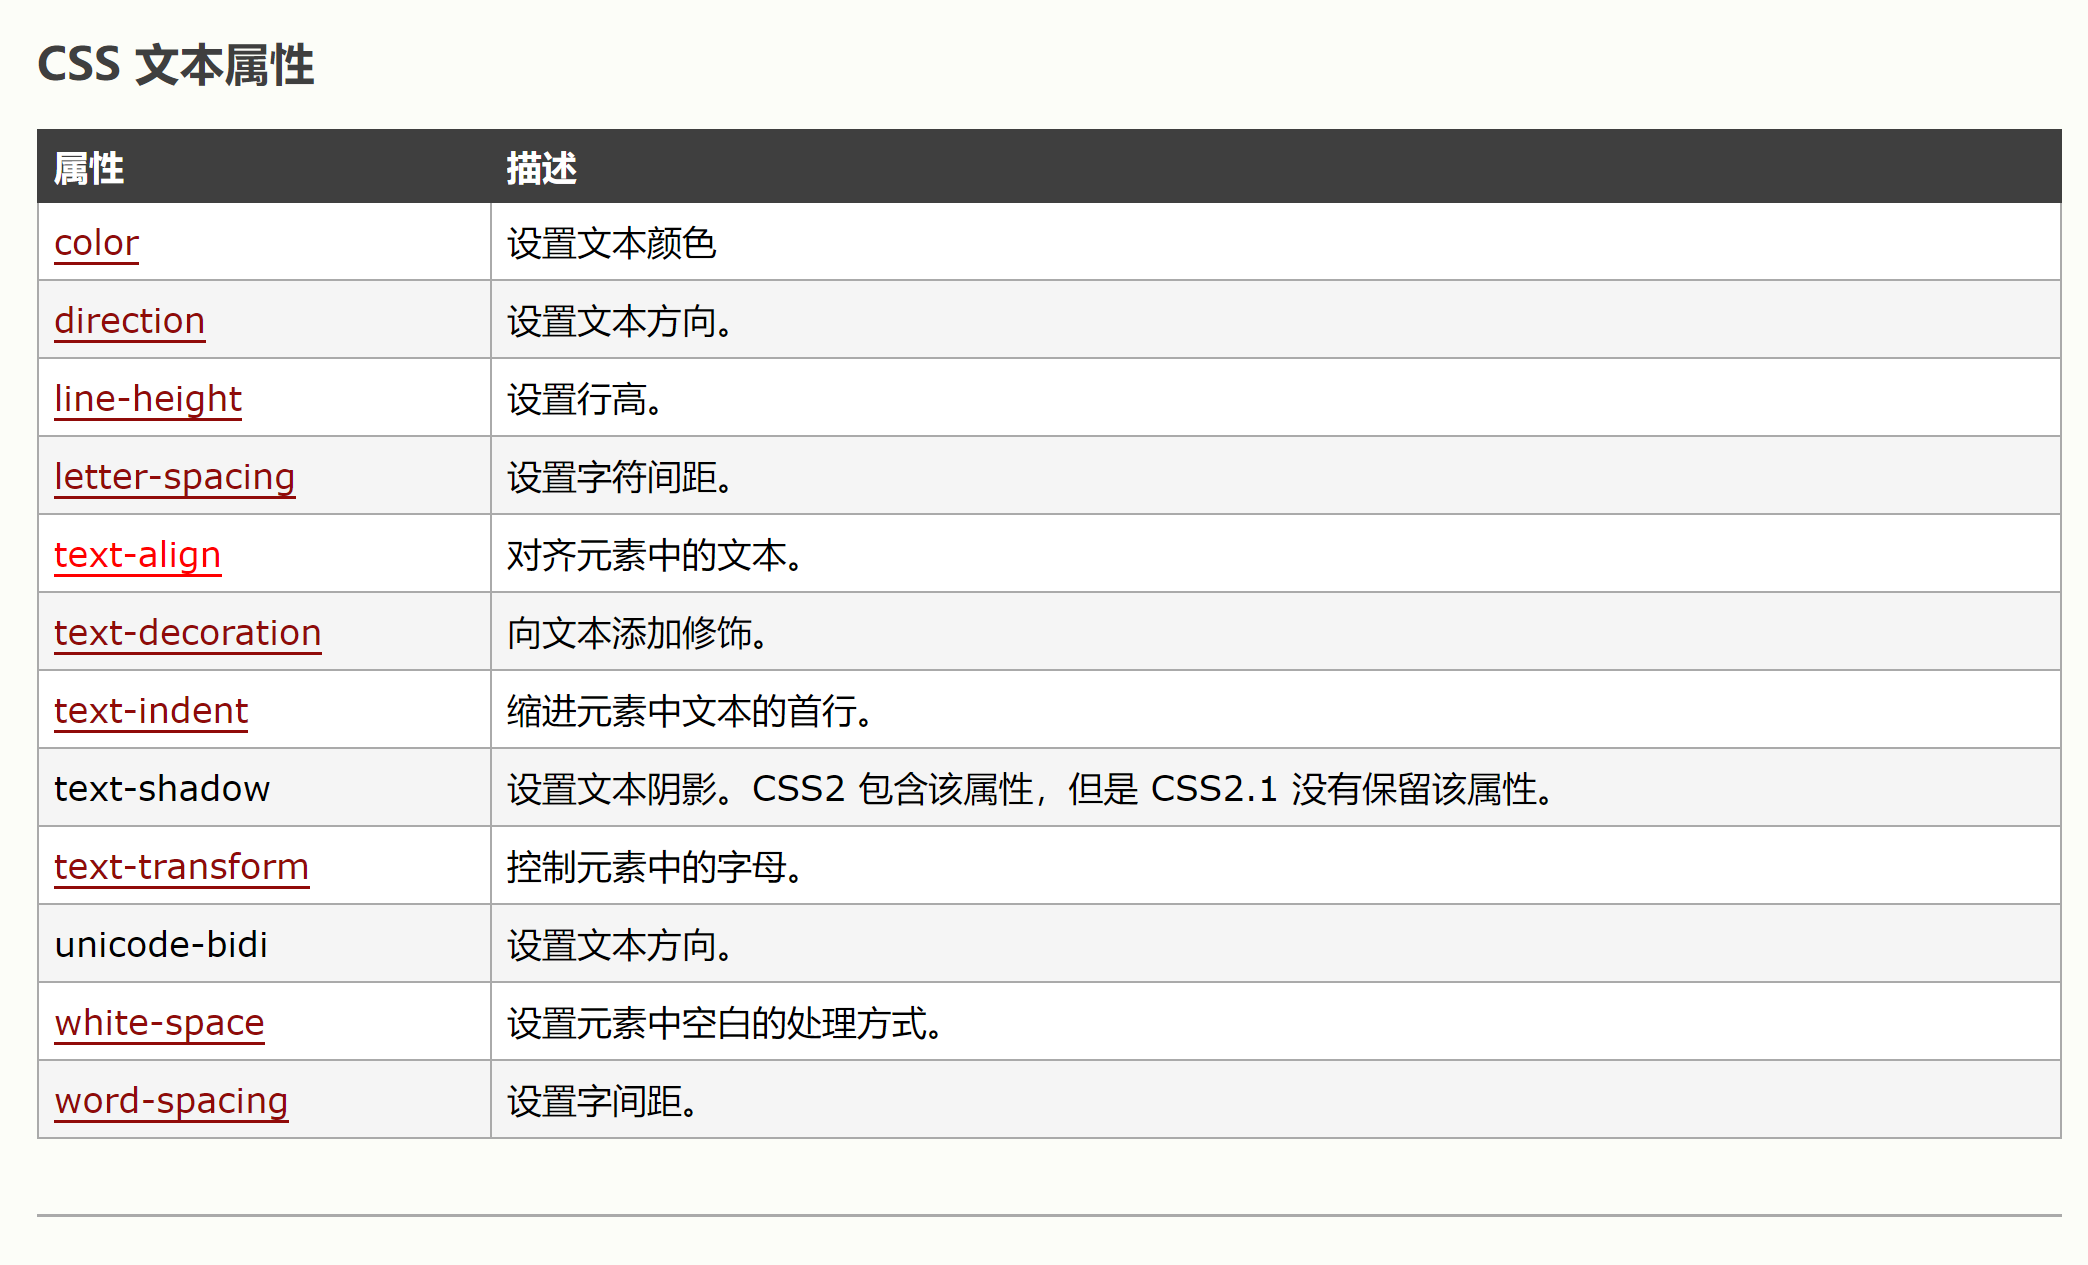 CSS 文本属性
属性 描述
color 设置文本颜色
direction 设置文本方向。
line-height 设置行高。
letter-spacing 设置字符间距。
text-align 对齐元素中的文本。
text-decoration 向文本添加修饰。
text-indent 缩进元素中文本的首行。
text-shadow 设置文本阴影。CSS2 包含该属性，但是 CSS2.1 没有保留该属性。
text-transform 控制元素中的字母。
unicode-bidi 设置文本方向。
white-space 设置元素中空白的处理方式。
word-spacing 设置字间距。